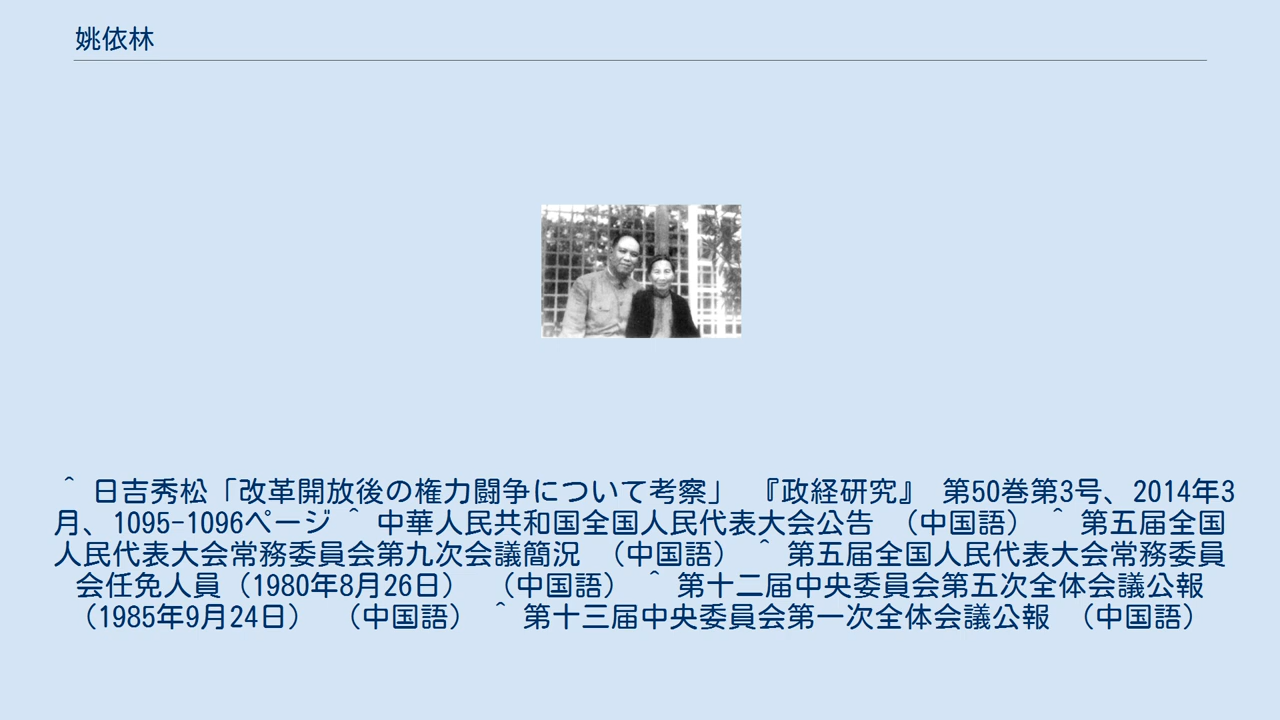 姚依林
^ 日吉秀松「改革開放後の権力闘争について考察」 『政経研究』 第50巻第3号、2014年3
月、1095-1096ページ ^ 中華人民共和国全国人民代表大会公告 （中国語） ^ 第五届全国
人民代表大会常務委員会第九次会議簡況 （中国語） ^ 第五届全国人民代表大会常務委員
会任免人員（1980年8月26日） （中国語） ^ 第十二届中央委員会第五次全体会議公報
（1985年9月24日） （中国語） ^ 第十三届中央委員会第一次全体会議公報 （中国語）